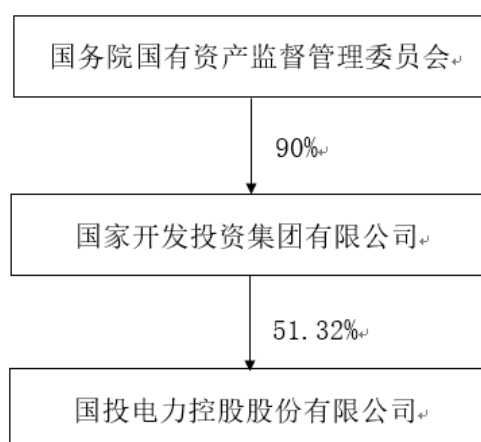 国务院国有资产监督管理委员会
90%
国家开发投资集团有限公司
51.32%
国投电力控股股份有限公司